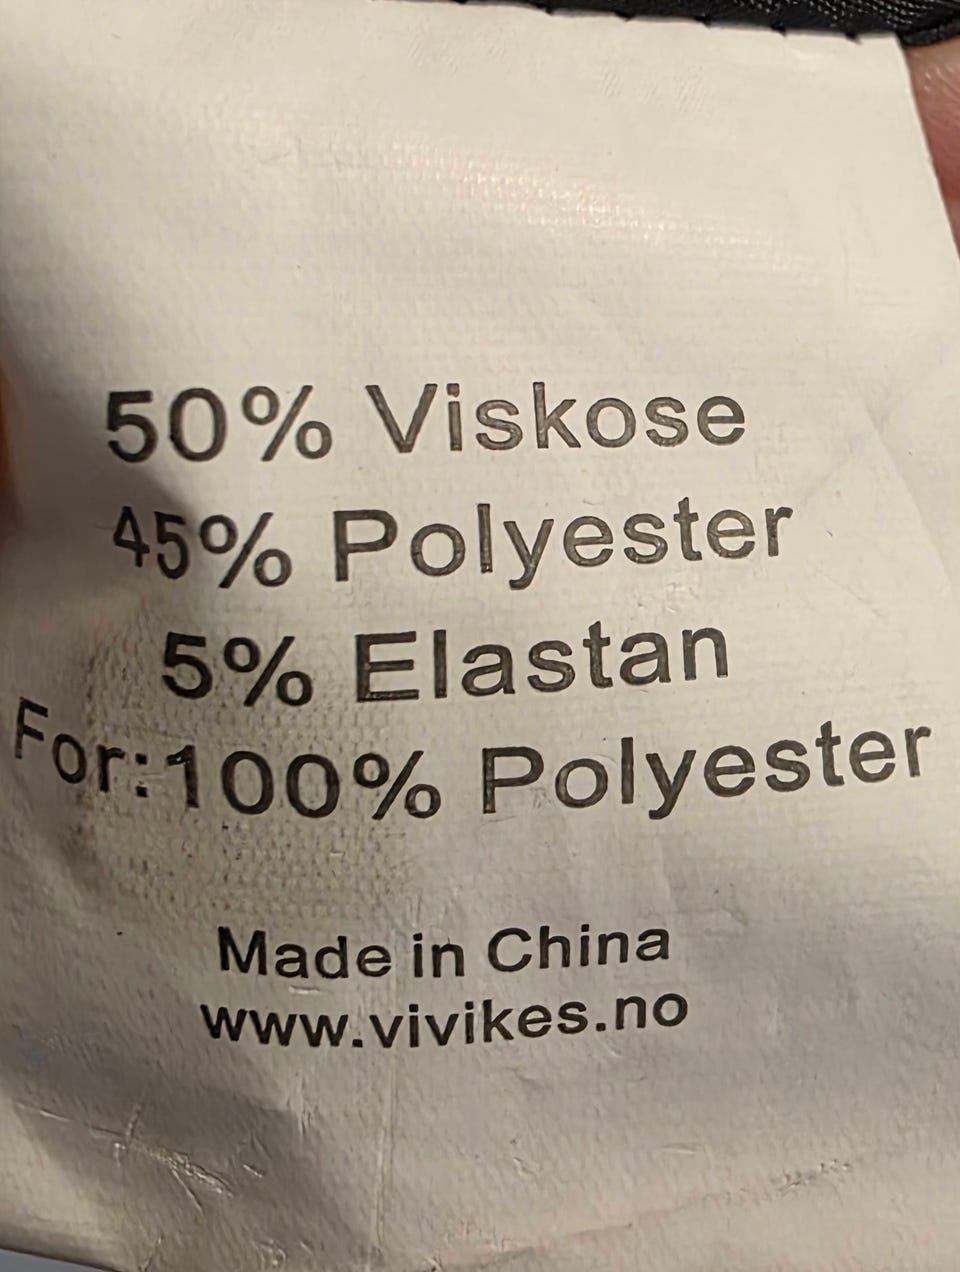 50% Viskose
45% Polyester
5% Elastan
For:100% Polyester
Made in China
www.vivikes.no